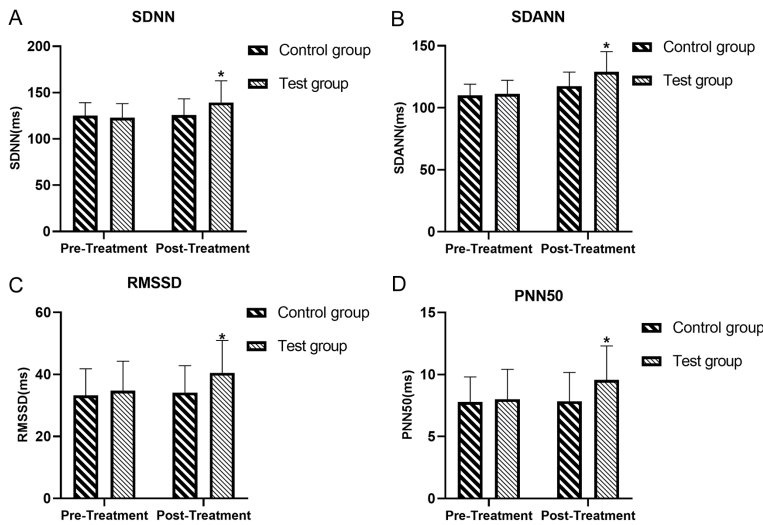 A
SDNN
SDNN(ms)
200
150
100
50
0
*
Pre-Treatment Post-Treatment
Control group
Test group
B
SDANN
SDANN(ms)
150
100
50
0
*
Pre-Treatment Post-Treatment
Control group
Test group
C
RMSSD
RMSSD(ms)
60
40
20
0
*
Pre-Treatment Post-Treatment
Control group
Test group
D
PNN50
PNN50(ms)
15
10
5
0
*
Pre-Treatment Post-Treatment
Control group
Test group